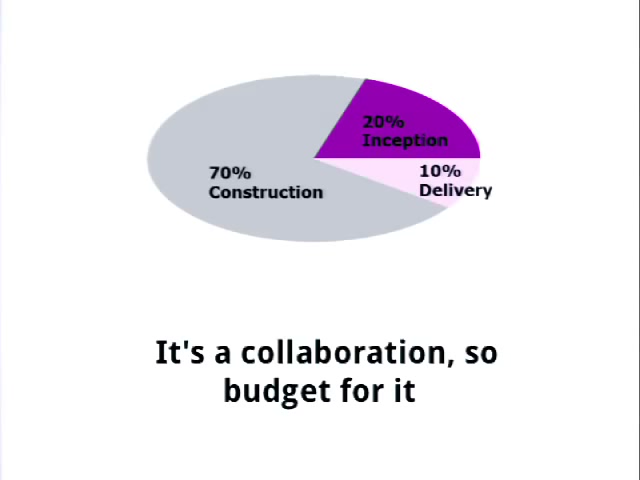 20%
Inception
70%
Construction
10%
Delivery
It's a collaboration, so
budget for it